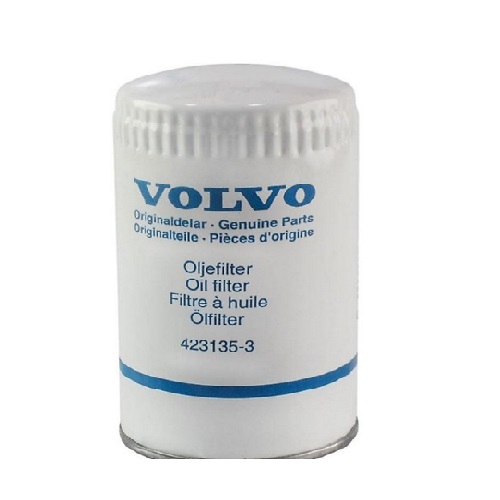 VOLVO
Originaldelar · Genuine Parts
Originalteile · Pièces d'origine
Oljefilter
Oil filter
Filtre à huile
Ölfilter
423135-3